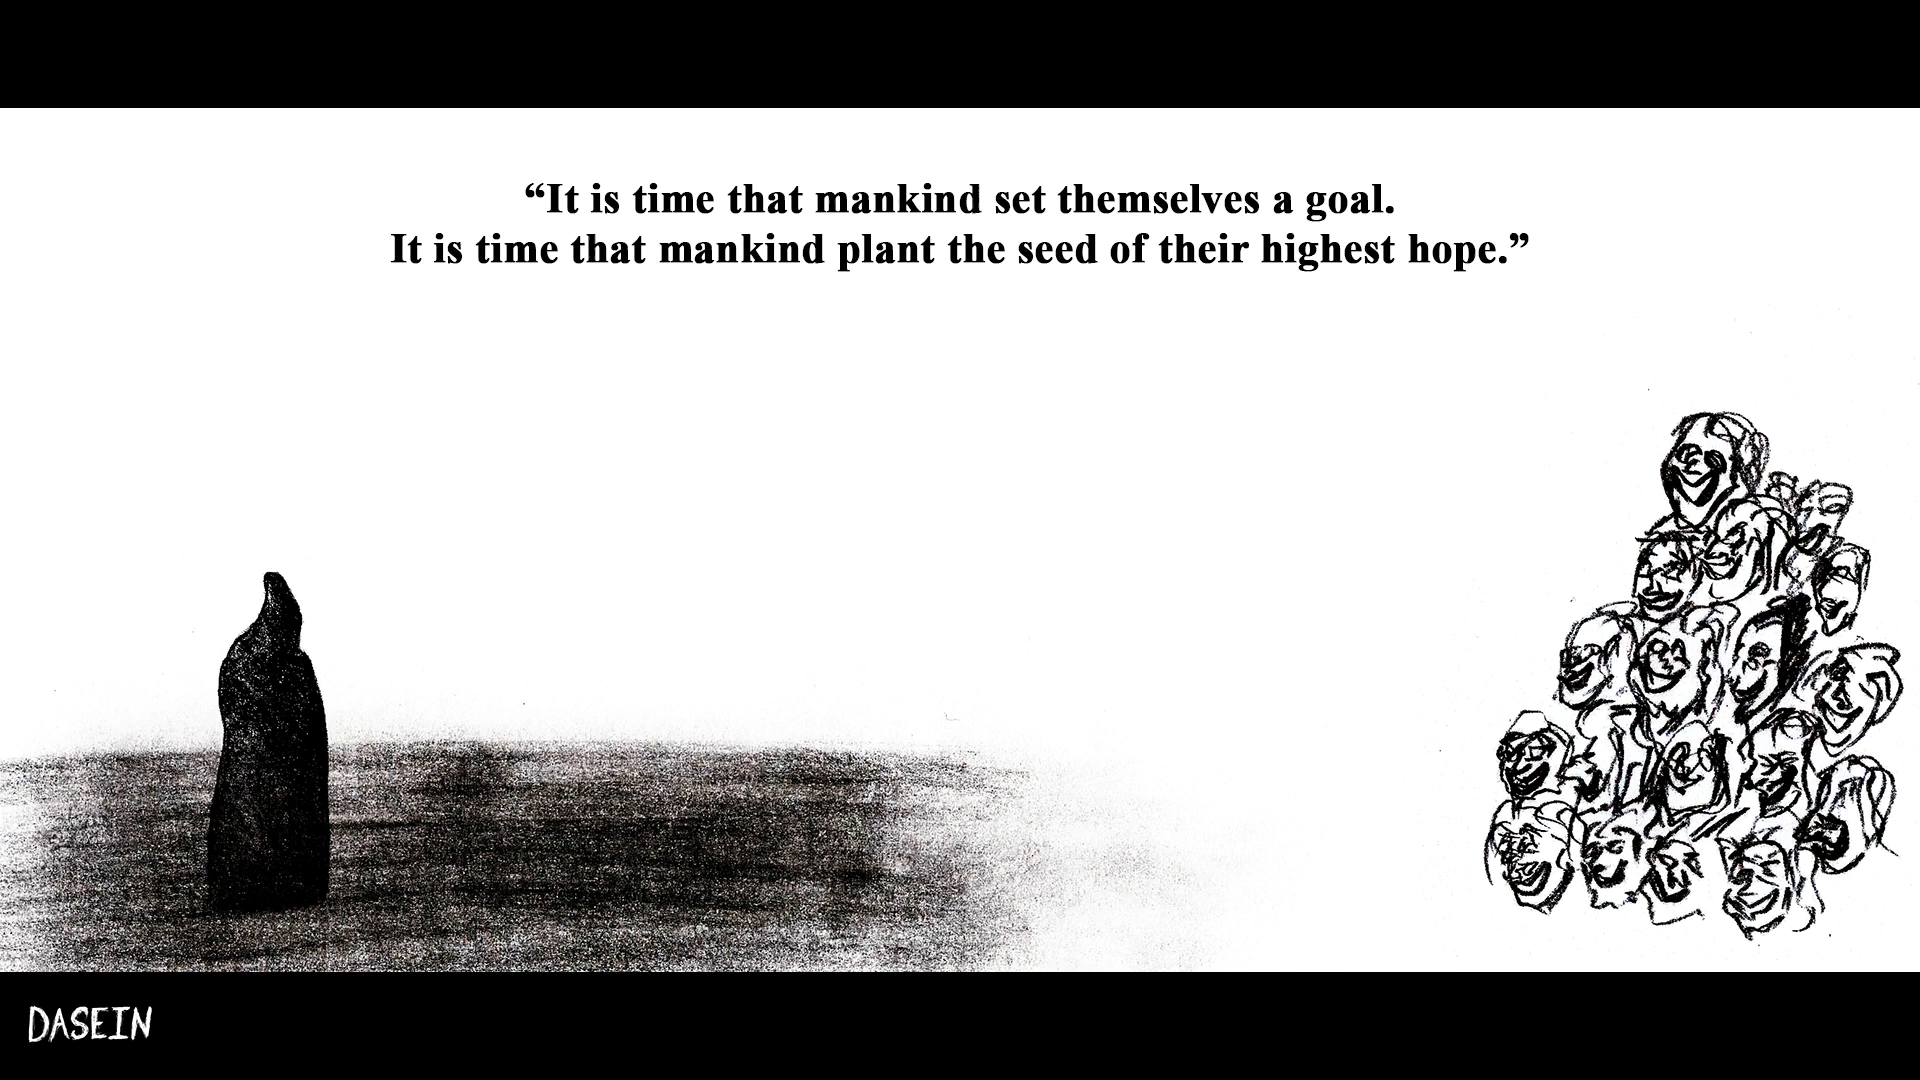 “It is time that mankind set themselves a goal.
It is time that mankind plant the seed of their highest hope.”
DASEIN